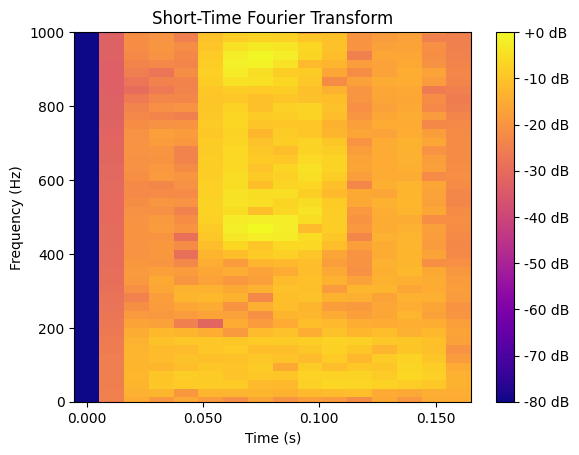 Short-Time Fourier Transform
1000
800
600
400
200
0
Frequency (Hz)
0.000
0.050
0.100
0.150
Time (s)
+0 dB
-10 dB
-20 dB
-30 dB
-40 dB
-50 dB
-60 dB
-70 dB
-80 dB